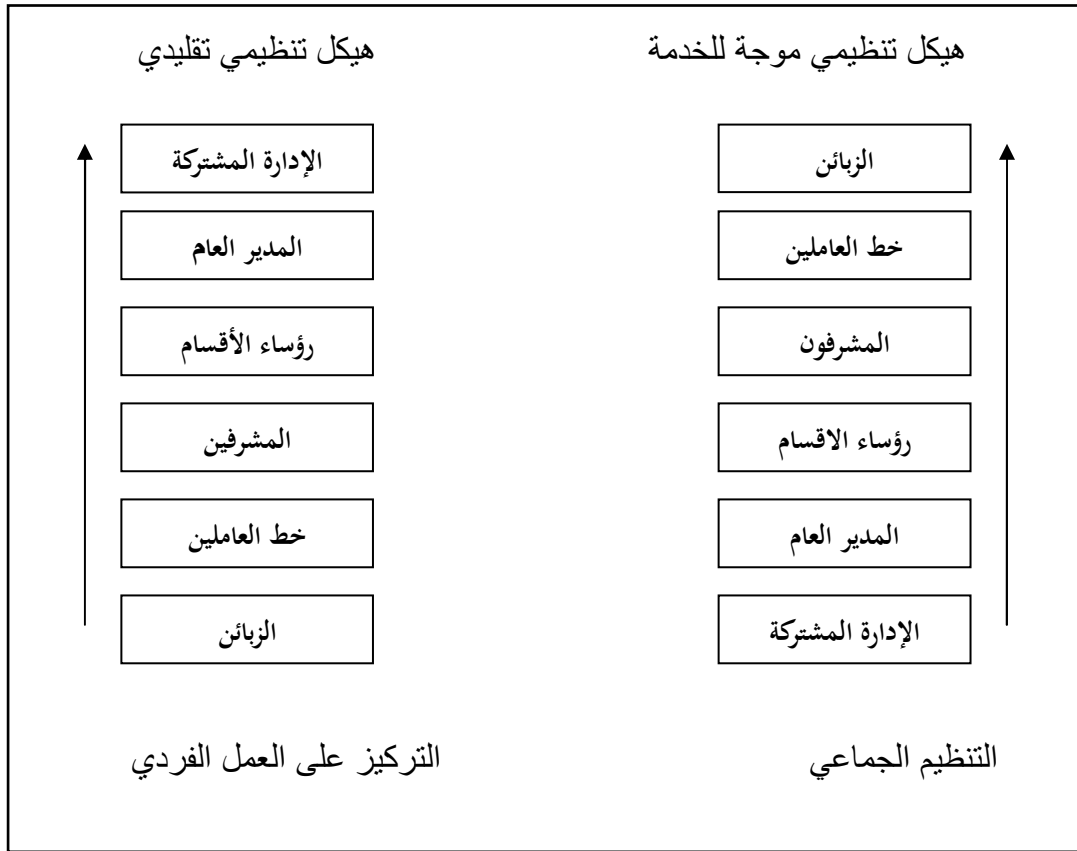 هيكل تنظيمي موجة للخدمة
الزبائن
خط العاملين
المشرفون
رؤساء الاقسام
المدير العام
الإدارة المشتركة
التنظيم الجماعي
هيكل تنظيمي تقليدي
الإدارة المشتركة
المدير العام
رؤساء الأقسام
المشرفين
خط العاملين
الزبائن
التركيز على العمل الفردي